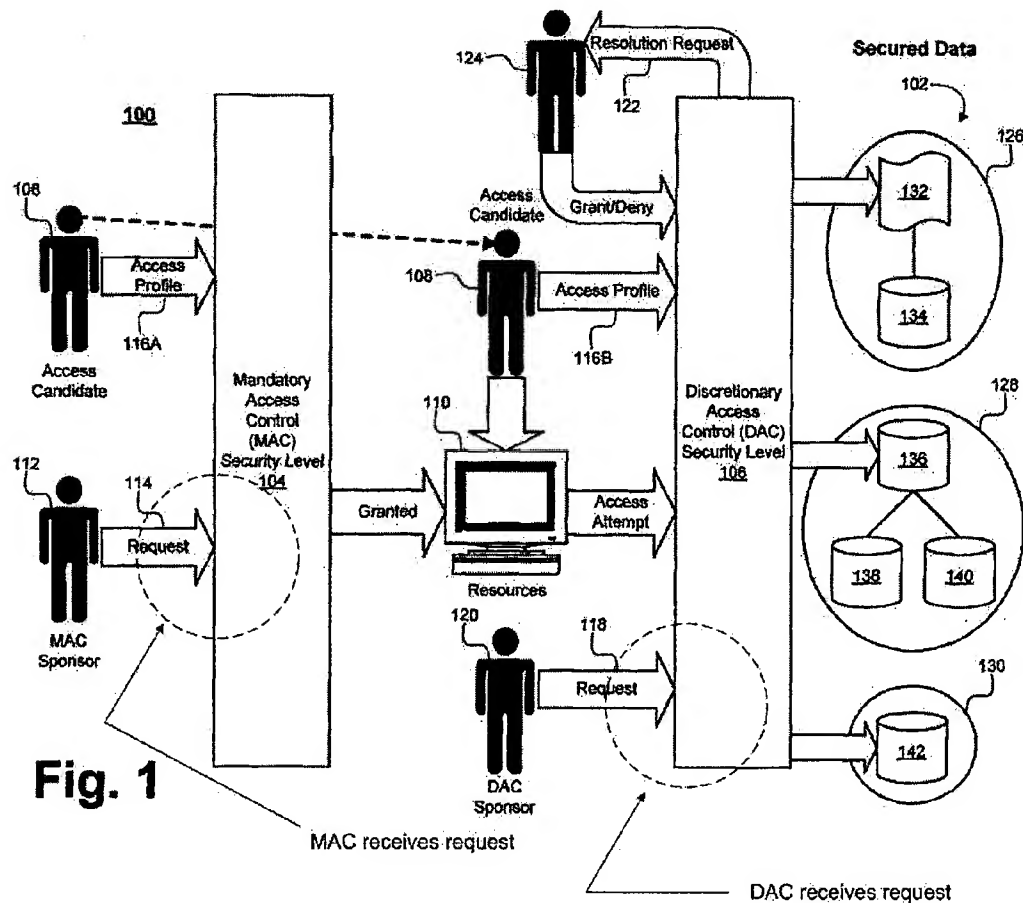 100
108
Access
Profile
116A
Access
Candidate
112
114
Request
MAC
Sponsor
Mandatory
Access
Control
(MAC)
Security Level
104
Granted
124
Resolution Request
122
Access
Candidate
Grant/Deny
108
Access Profile
116B
110
Access
Attempt
Resources
120
118
Request
DAC
Sponsor
Discretionary
Access
Control (DAC)
Security Level
106
Secured Data
102
126
132
134
128
136
138
140
130
142
Fig. 1
MAC receives request
DAC receives request